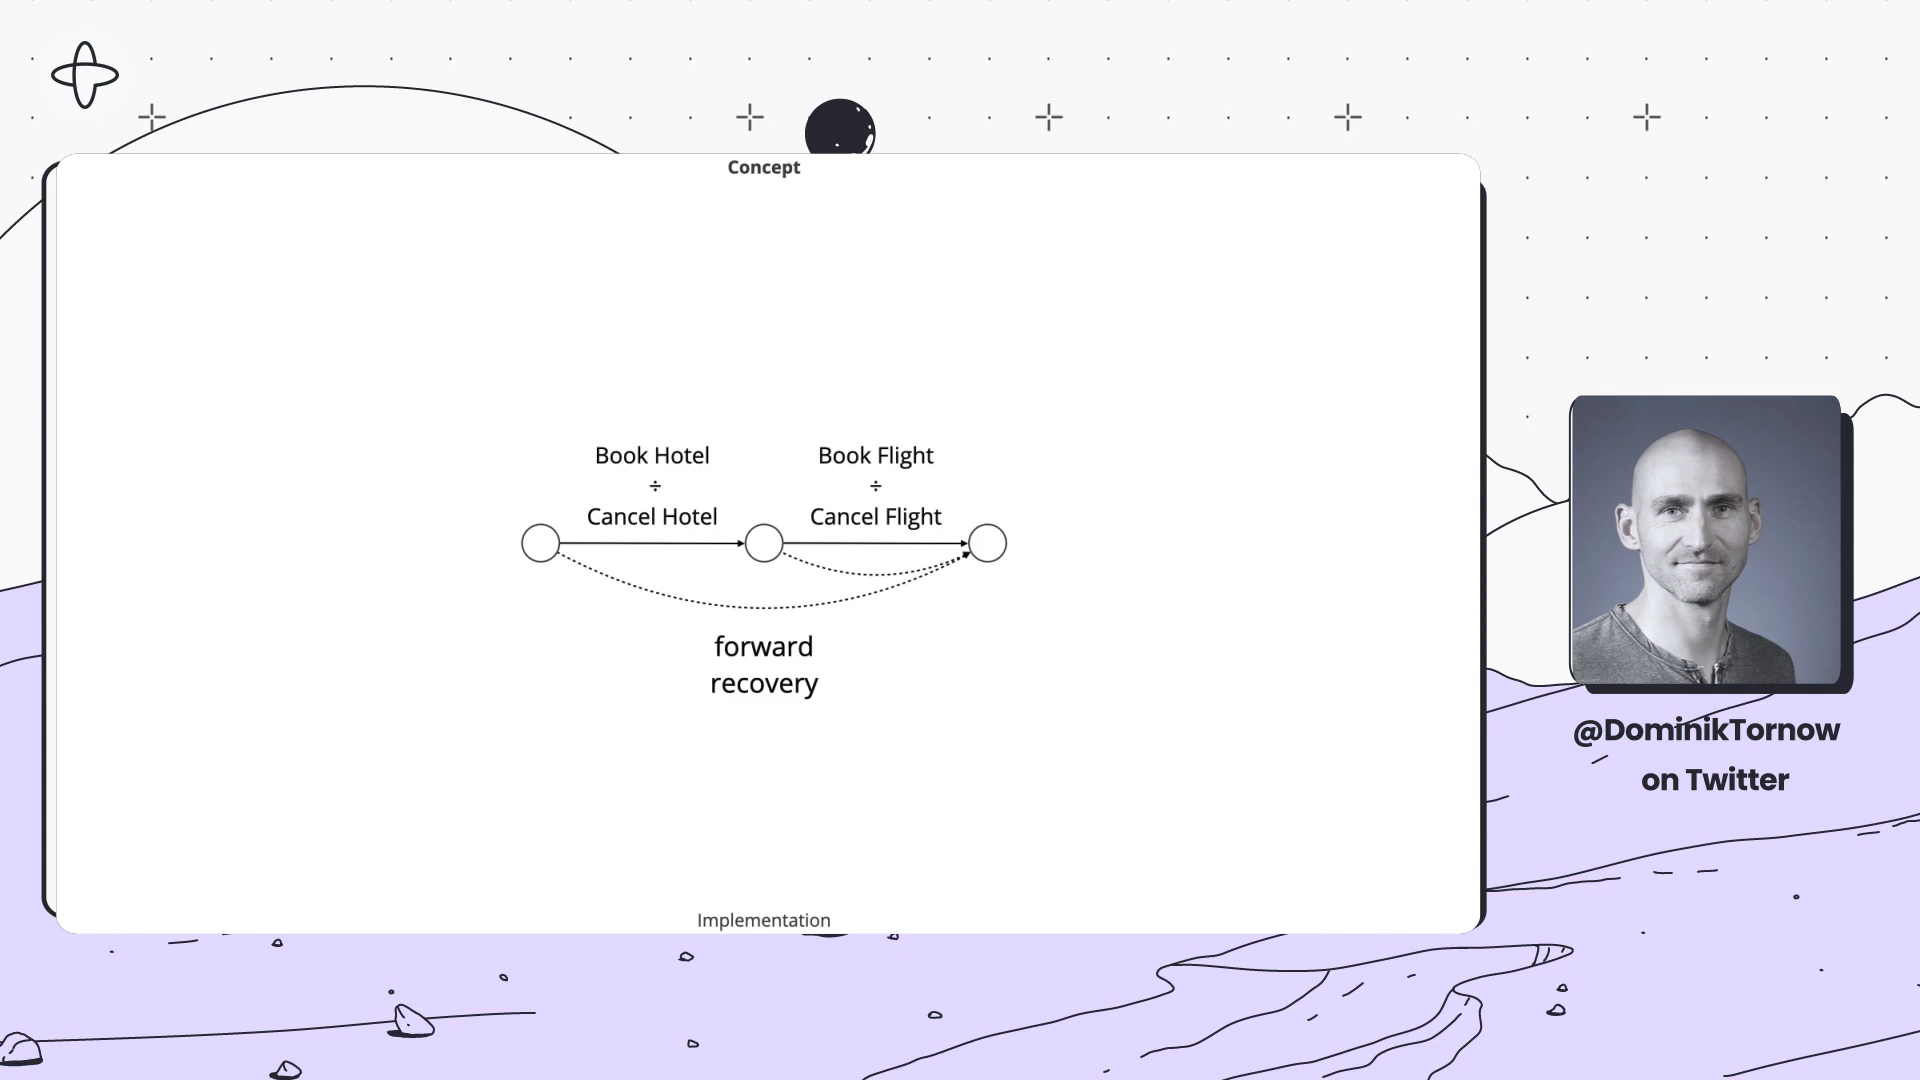 Concept
Book Hotel
÷
Cancel Hotel
Book Flight
÷
Cancel Flight
forward
recovery
Implementation
@DominikTornow
on Twitter